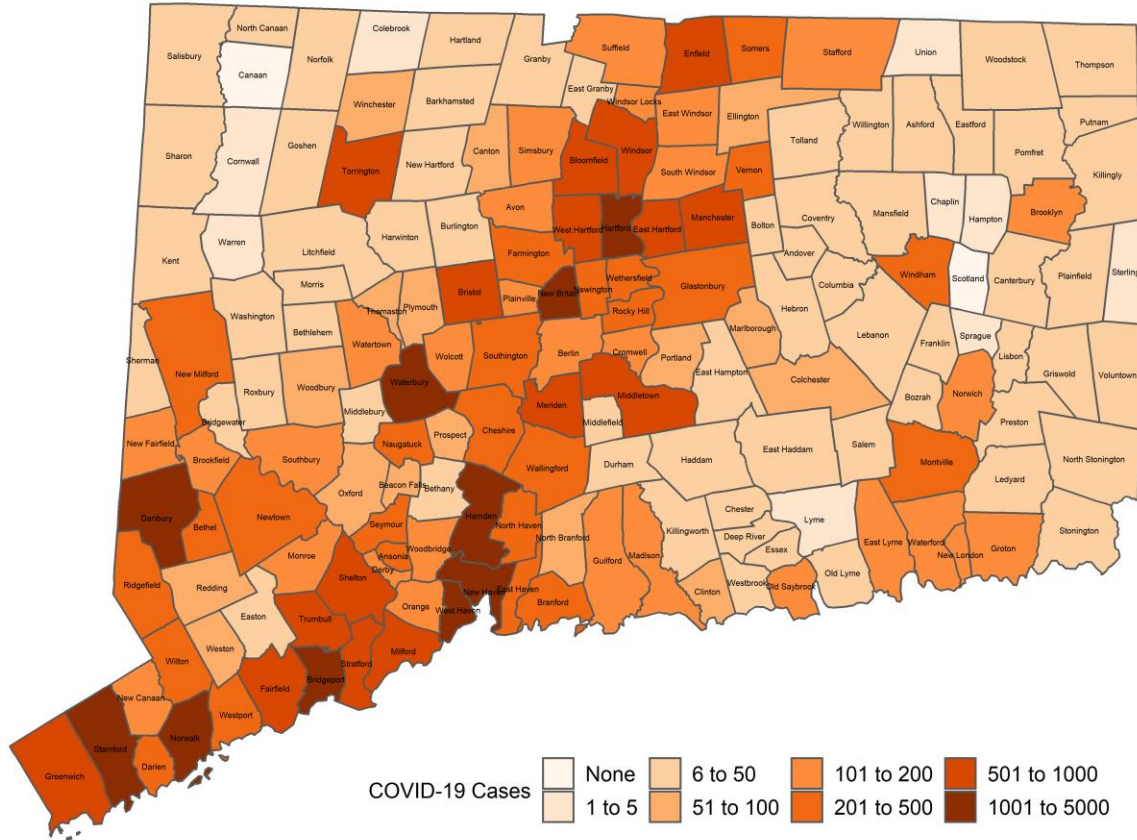 North Canaan
Colebrook
Hartland
Salisbury
Norfolk
Canaan
Granby
Suffield
Enfield
Somers
Stafford
Union
Woodstock
Thompson
East Granby
Windsor Locks
Winchester
Barkhamsted
East Windsor
Ellington
Willington
Ashford
Eastford
Putnam
Sharon
Cornwall
Goshen
Torrington
New Hartford
Canton
Simsbury
Bloomfield
Windsor
South Windsor
Vernon
Tolland
Pomfret
Killingly
Avon
Mansfield
Chaplin
Hampton
Brooklyn
Kent
Warren
Litchfield
Harwinton
Burlington
Farmington
West Hartford
Hartford
East Hartford
Manchester
Bolton
Coventry
Andover
Windham
Scotland
Canterbury
Plainfield
Sterling
Morris
Washington
Bethlehem
Thomaston
Plymouth
Bristol
Plainville
New Britain
Newington
Wethersfield
Rocky Hill
Glastonbury
Marlborough
Hebron
Columbia
Lebanon
Franklin
Sprague
Lisbon
Griswold
Voluntown
Sherman
New Milford
Roxbury
Woodbury
Watertown
Waterbury
Wolcott
Southington
Berlin
Cromwell
Portland
East Hampton
Colchester
Bozrah
Norwich
Preston
Bridgewater
Middlebury
Naugatuck
Prospect
Cheshire
Meriden
Middletown
Middlefield
New Fairfield
Brookfield
Southbury
Oxford
Beacon Falls
Bethany
Wallingford
Durham
Haddam
East Haddam
Salem
Montville
Ledyard
North Stonington
Danbury
Bethel
Newtown
Seymour
Hamden
North Haven
North Branford
Killingworth
Chester
Deep River
Essex
Lyme
Stonington
Monroe
Ansonia
Derby
Woodbridge
Guilford
Madison
East Lyme
Waterford
New London
Groton
Ridgefield
Redding
Shelton
Orange
New Haven
West Haven
East Haven
Branford
Clinton
Westbrook
Old Saybrook
Old Lyme
Easton
Trumbull
Weston
Stratford
Milford
Wilton
Fairfield
Bridgeport
New Canaan
Westport
Norwalk
Stamford
Darien
Greenwich
COVID-19 Cases
None
6 to 50
101 to 200
501 to 1000
1 to 5
51 to 100
201 to 500
1001 to 5000